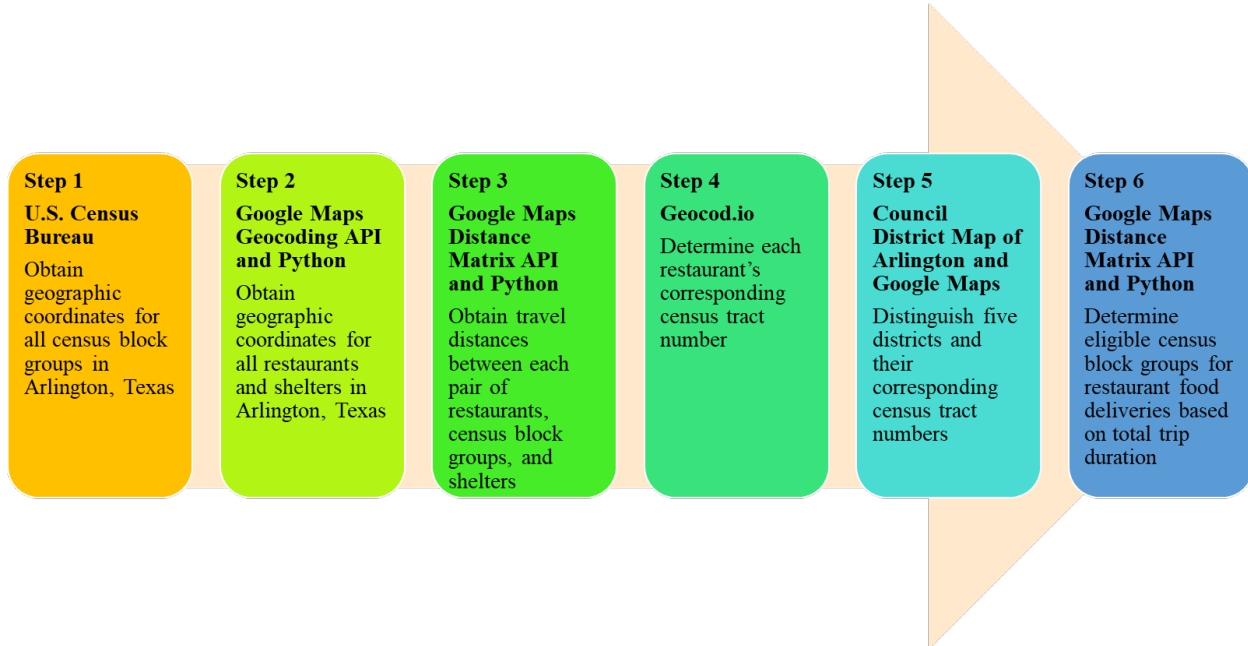 Step 1
U.S. Census
Bureau
Obtain
geographic
coordinates for
all census block
groups in
Arlington, Texas
Step 2
Google Maps
Geocoding API
and Python
Obtain
geographic
coordinates for
all restaurants
and shelters in
Arlington, Texas
Step 3
Google Maps
Distance
Matrix API
and Python
Obtain travel
distances
between each
pair of
restaurants,
census block
groups, and
shelters
Step 4
Geocod.io
Determine each
restaurant's
corresponding
census tract
number
Step 5
Council
District Map of
Arlington and
Google Maps
Distinguish five
districts and
their
corresponding
census tract
numbers
Step 6
Google Maps
Distance
Matrix API
and Python
Determine
eligible census
block groups for
restaurant food
deliveries based
on total trip
duration